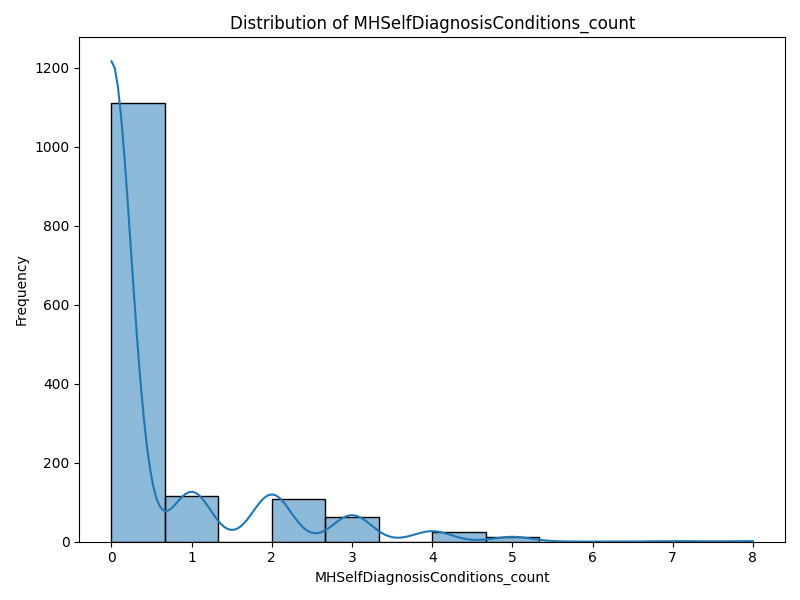 Distribution of MHSelfDiagnosisConditions_count
1200
1000
800
600
400
200
0
Frequency
0 1 2 3 4 5 6 7 8
MHSelfDiagnosisConditions_count